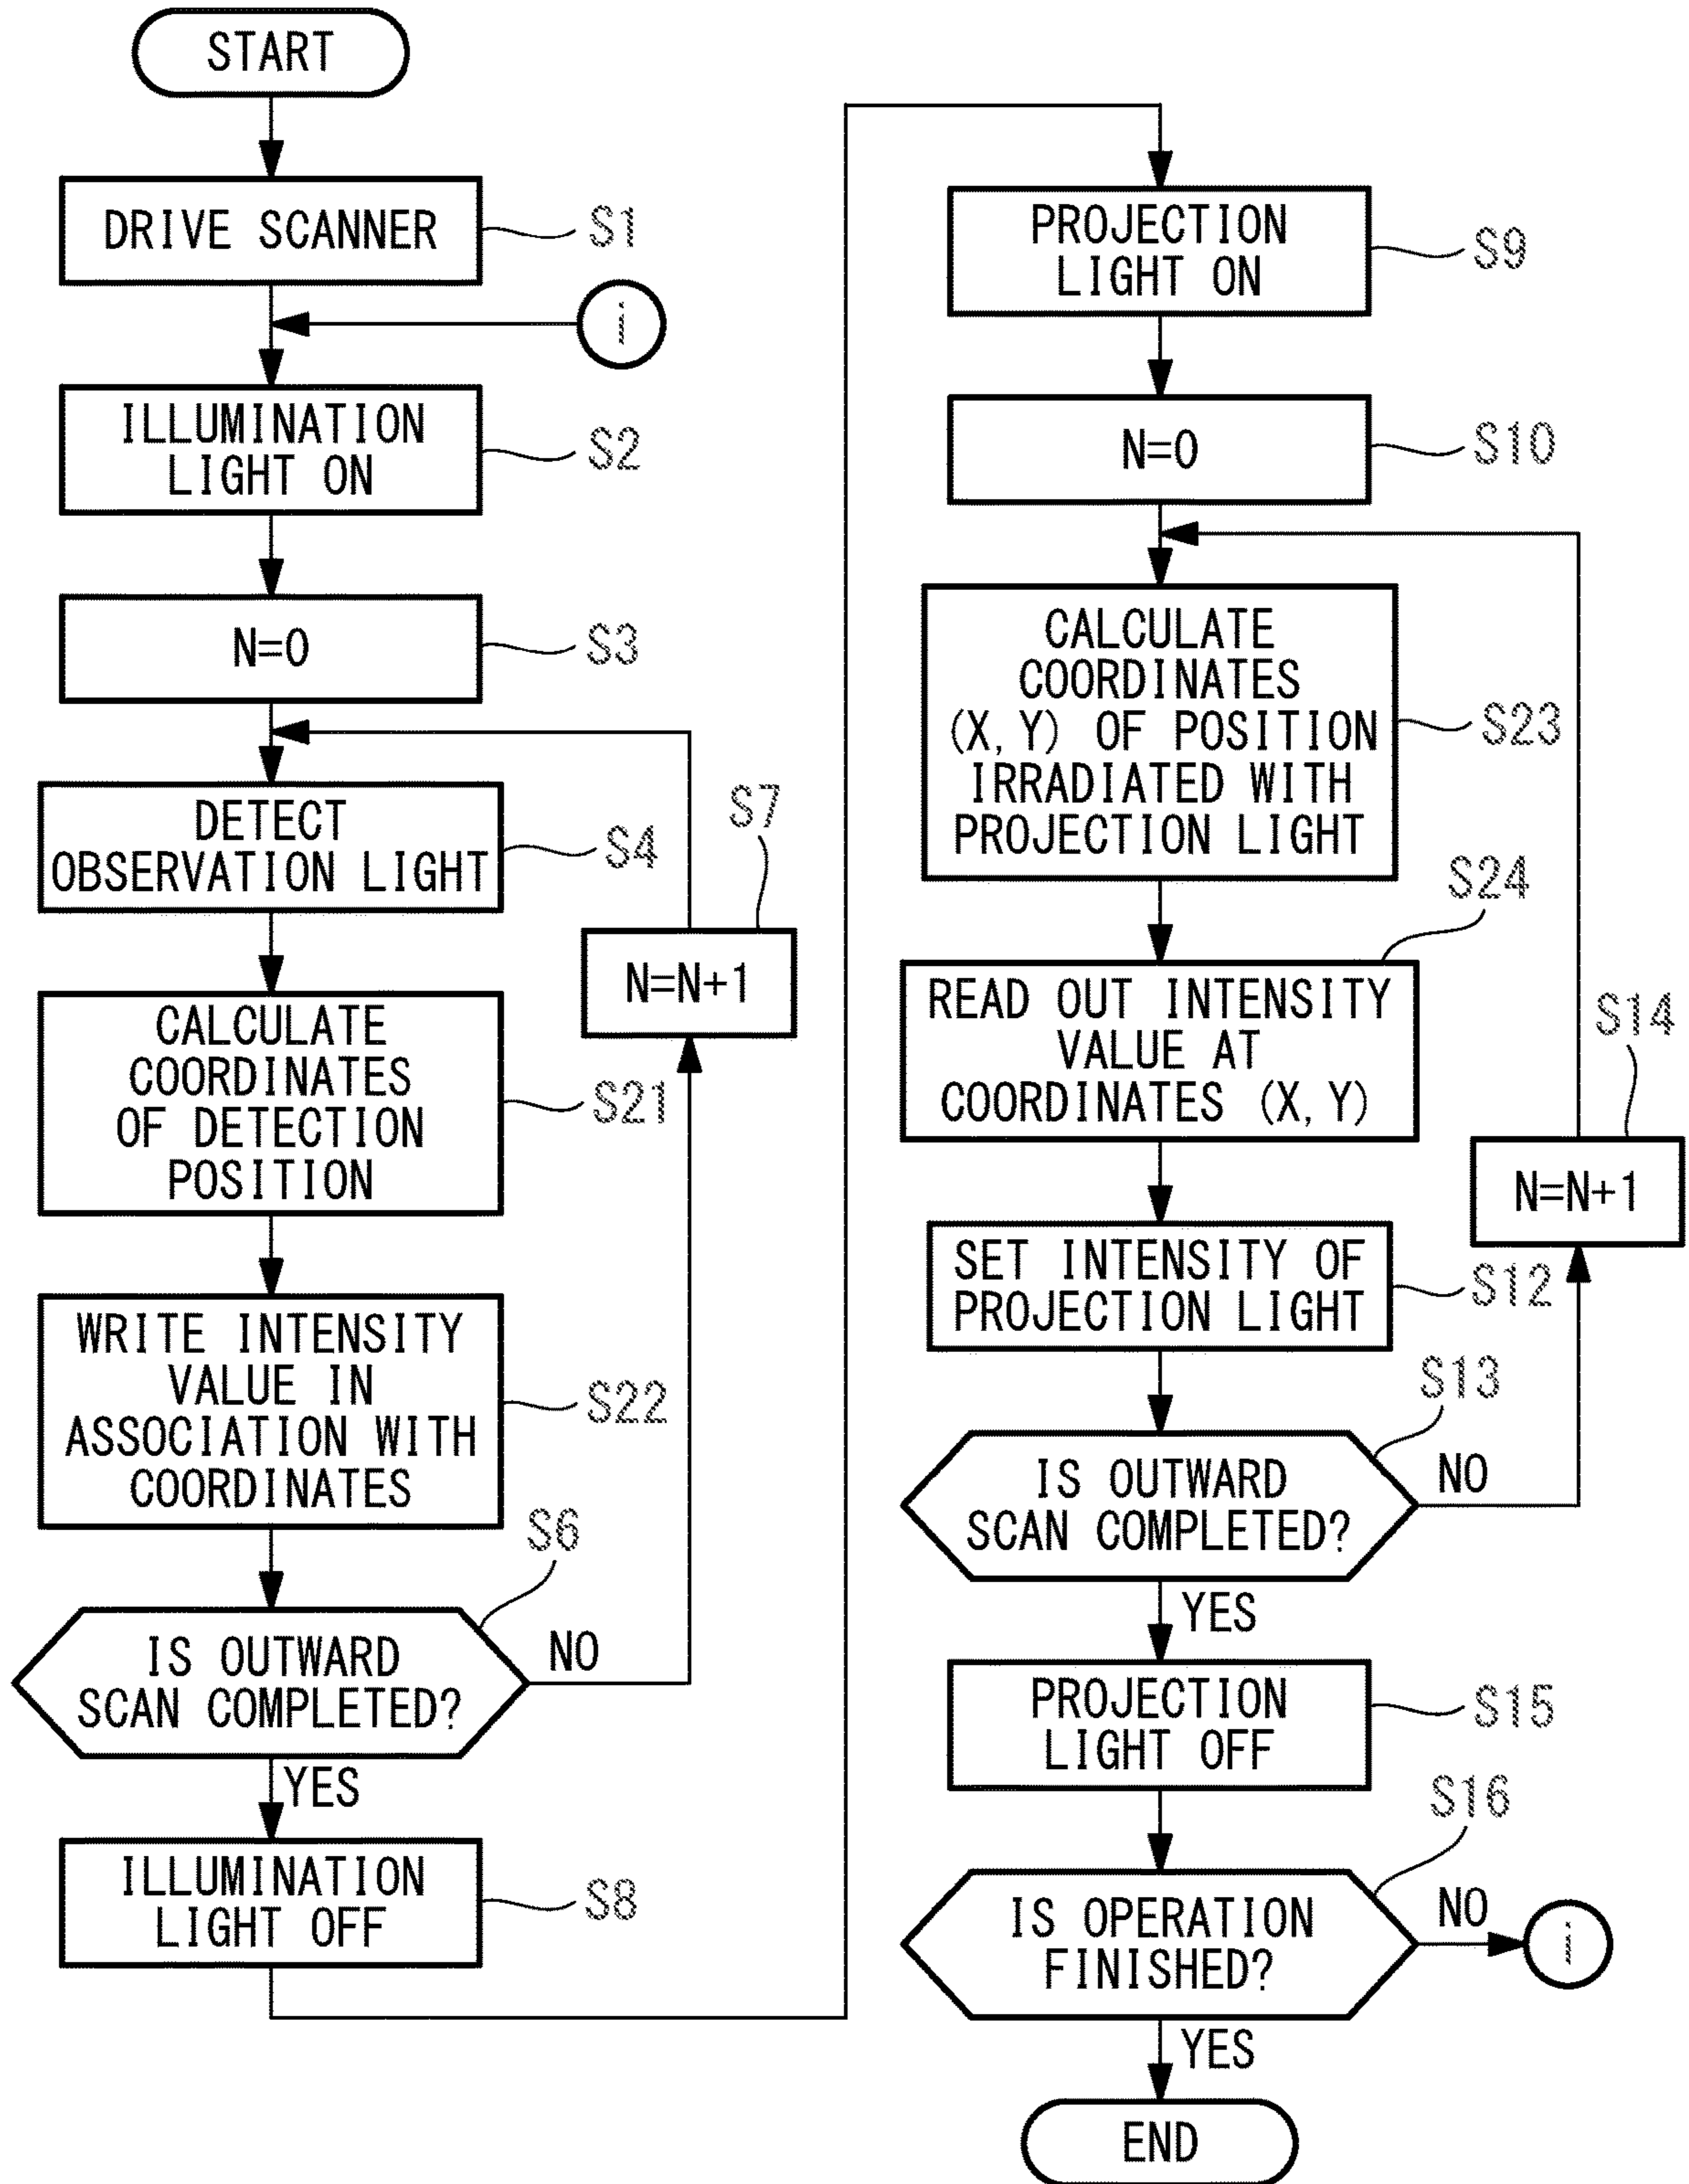 START
DRIVE SCANNER
S1
i
ILLUMINATION
LIGHT ON
S2
N=0
S3
DETECT
OBSERVATION LIGHT
S4
S7
N=N+1
CALCULATE
COORDINATES
OF DETECTION
POSITION
S21
WRITE INTENSITY
VALUE IN
ASSOCIATION WITH
COORDINATES
S22
S6
IS OUTWARD
SCAN COMPLETED?
NO
YES
ILLUMINATION
LIGHT OFF
S8
PROJECTION
LIGHT ON
S9
N=0
S10
CALCULATE
COORDINATES
(X, Y) OF POSITION
IRRADIATED WITH
PROJECTION LIGHT
S23
S24
READ OUT INTENSITY
VALUE AT
COORDINATES (X, Y)
S14
N=N+1
SET INTENSITY OF
PROJECTION LIGHT
S12
S13
IS OUTWARD
SCAN COMPLETED?
NO
YES
PROJECTION
LIGHT OFF
S15
S16
IS OPERATION
FINISHED?
NO
i
YES
END